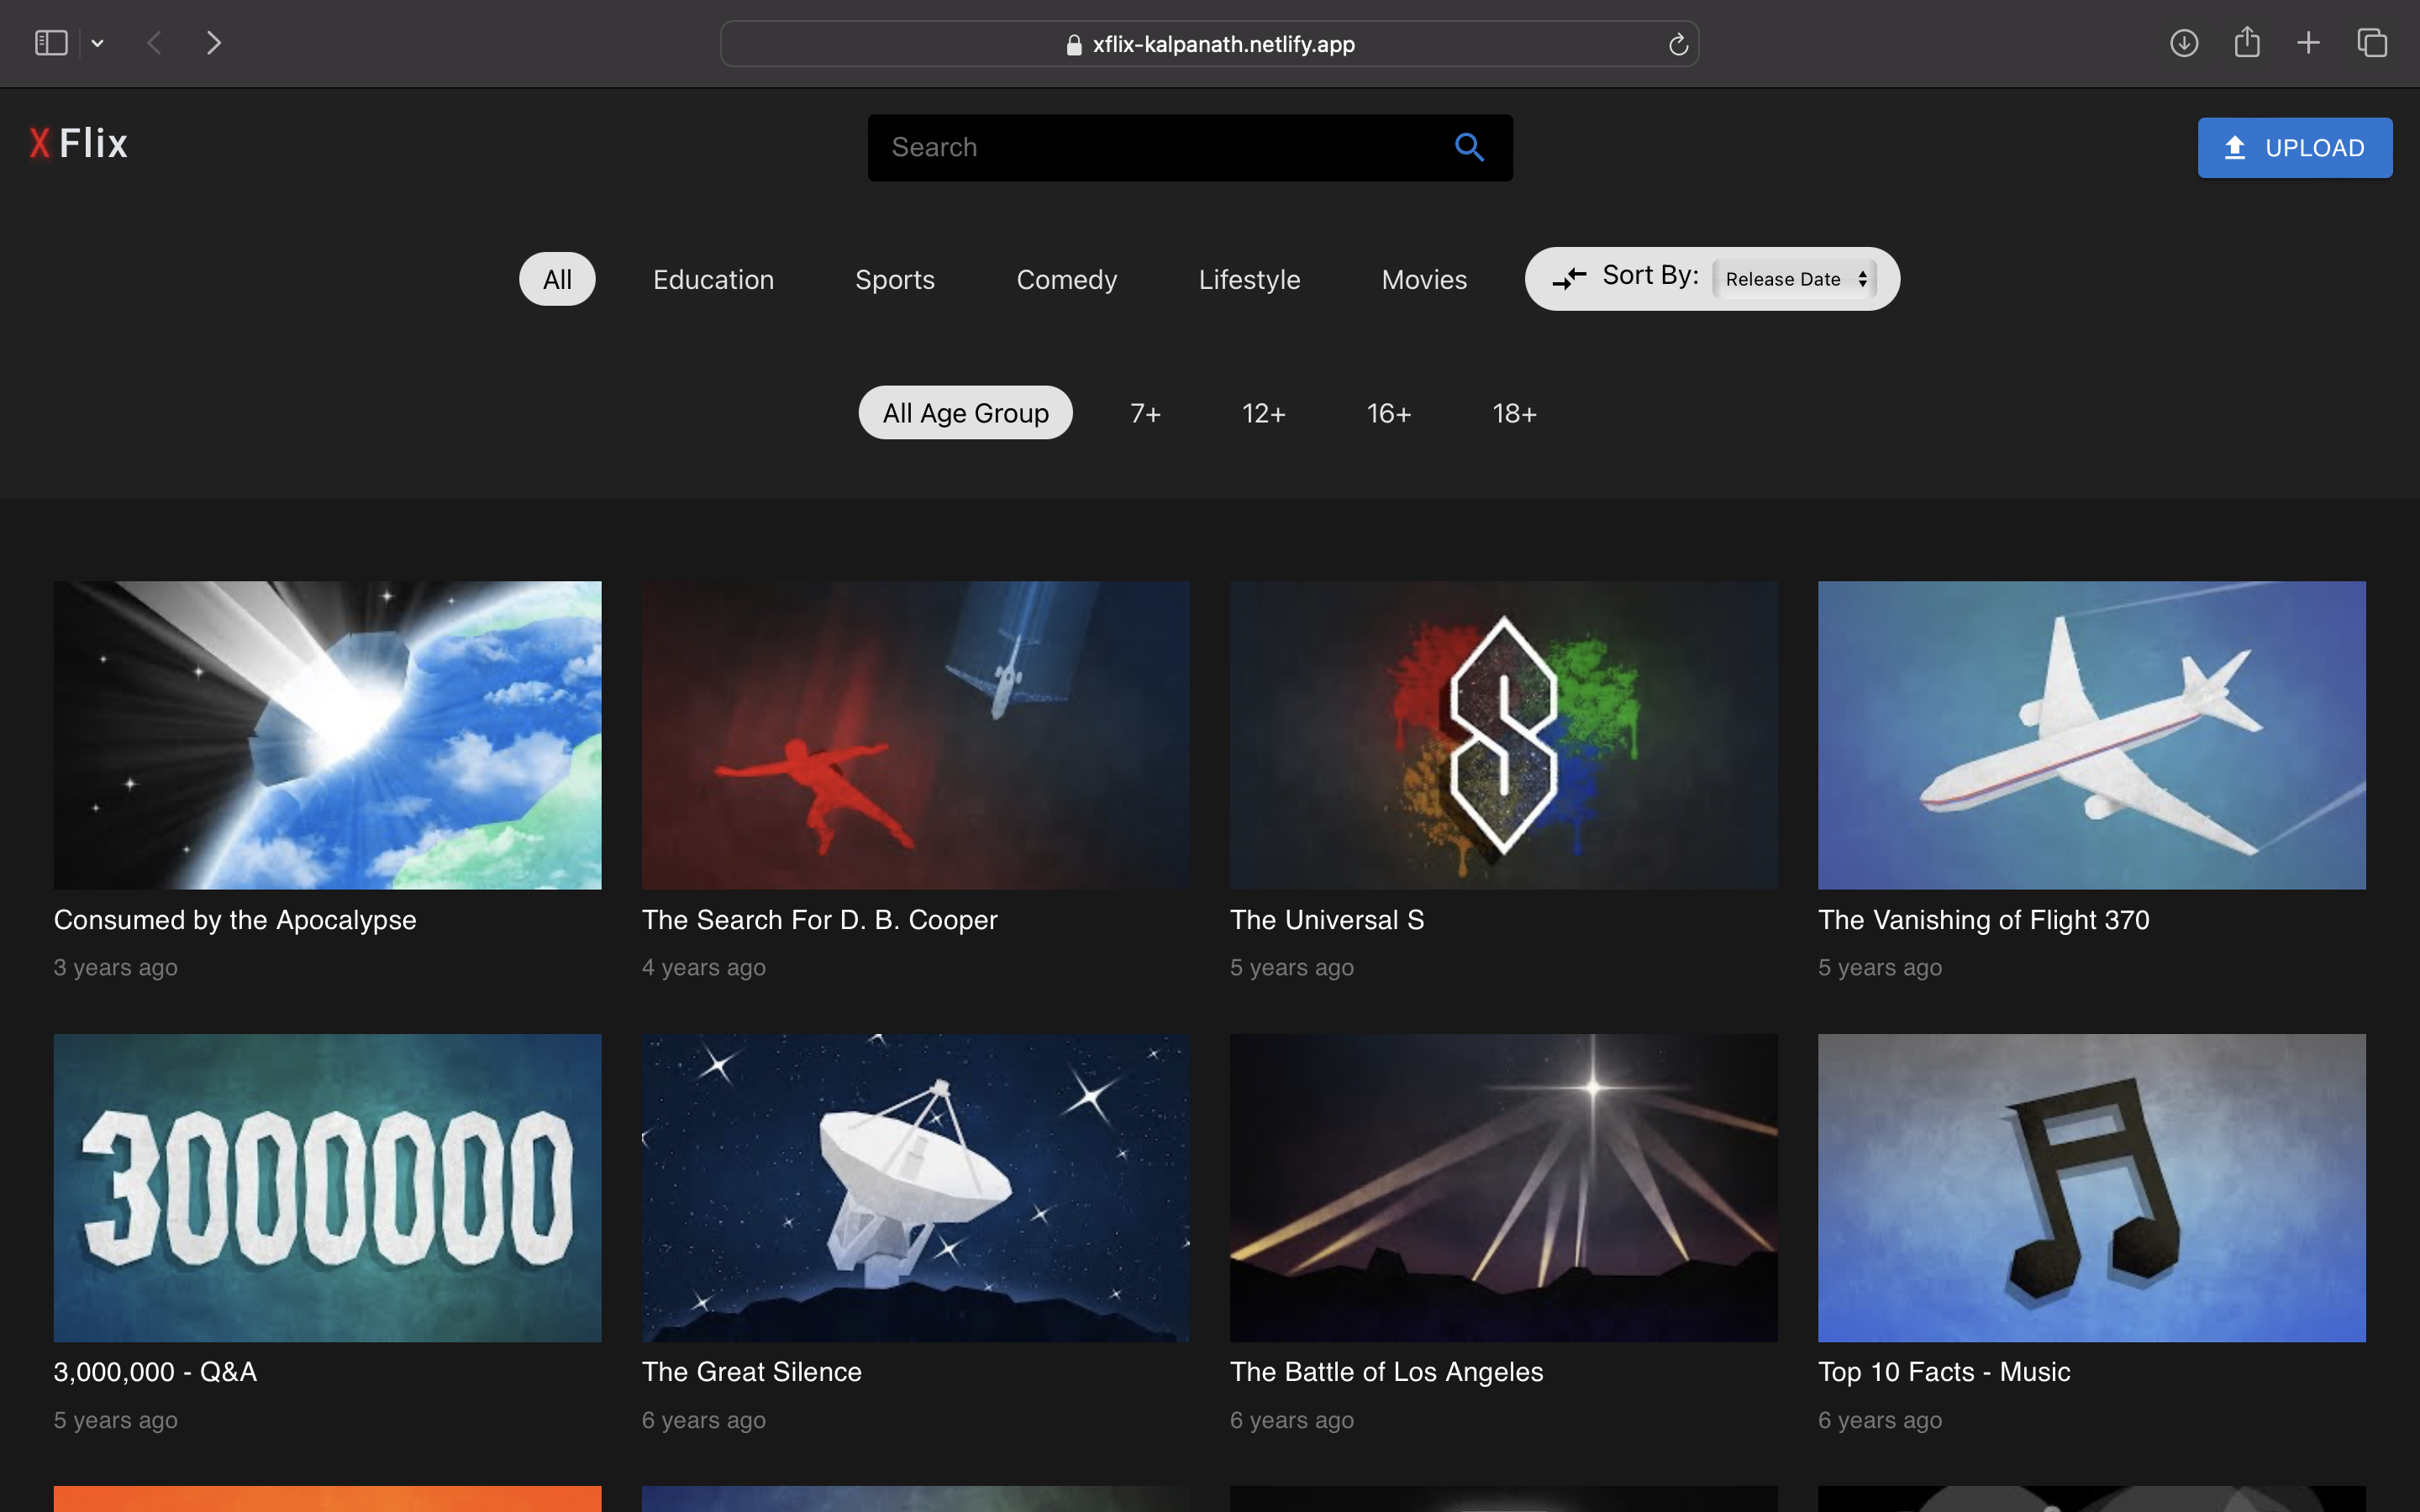 xflix-kalpanath.netlify.app
X Flix
Search
UPLOAD
All
Education
Sports
Comedy
Lifestyle
Movies
Sort By: Release Date
All Age Group
7+
12+
16+
18+
Consumed by the Apocalypse
3 years ago
The Search For D. B. Cooper
4 years ago
The Universal S
5 years ago
The Vanishing of Flight 370
5 years ago
3000000
3,000,000 - Q&A
5 years ago
The Great Silence
6 years ago
The Battle of Los Angeles
6 years ago
Top 10 Facts - Music
6 years ago